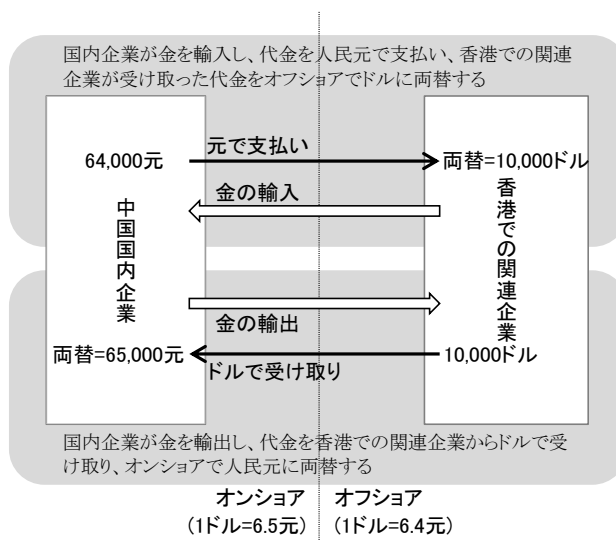 国内企業が金を輸入し、代金を人民元で支払い、香港での関連
企業が受け取った代金をオフショアでドルに両替する
元で支払い
64,000元
両替=10,000ドル
金の輸入
中国国内企業
香港での関連企業
金の輸出
両替=65,000元
10,000ドル
ドルで受け取り
国内企業が金を輸出し、代金を香港での関連企業からドルで受
け取り、オンショアで人民元に両替する
オンショア
(1ドル=6.5元)
オフショア
(1ドル=6.4元)